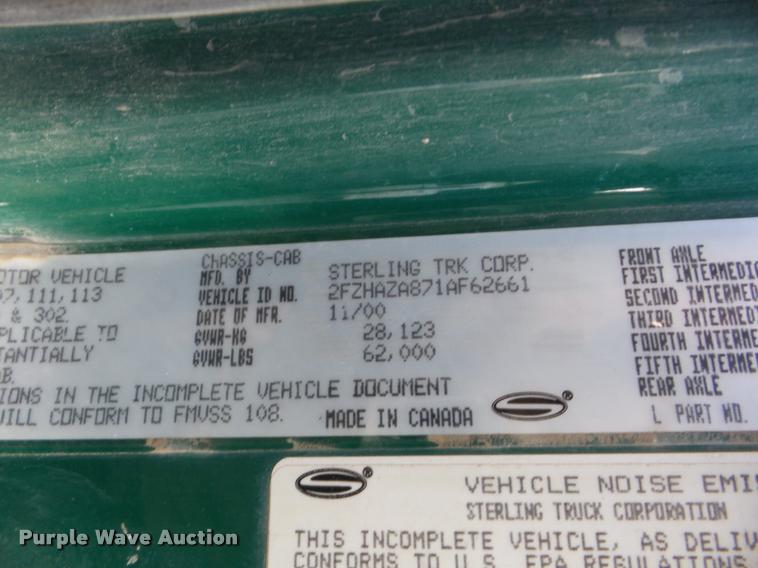 CHASSIS-CAB
OTOR VEHICLE MFD. BY STERLING TRK CORP. FRONT AXLE
07, 111, 113 VEHICLE ID NO. 2FZHAZA871AF62661 FIRST INTERMEDI
& 302. DATE OF MFR. 11/00 SECOND INTERMED
PLICABLE TO GVWR-KG 28,123 THIRD INTERMED
TANTIALLY GVWR-LBS 62,000 FOURTH INTERME
B. FIFTH INTERME
IONS IN THE INCOMPLETE VEHICLE DOCUMENT REAR AXLE
WILL CONFORM TO FMVSS 108. MADE IN CANADA ® L PART NO.
® VEHICLE NOISE EMI
STERLING TRUCK CORPORATION
THIS INCOMPLETE VEHICLE, AS DELIV
CONFORMS TO U.S. EPA REGULATIONS
Purple Wave Auction